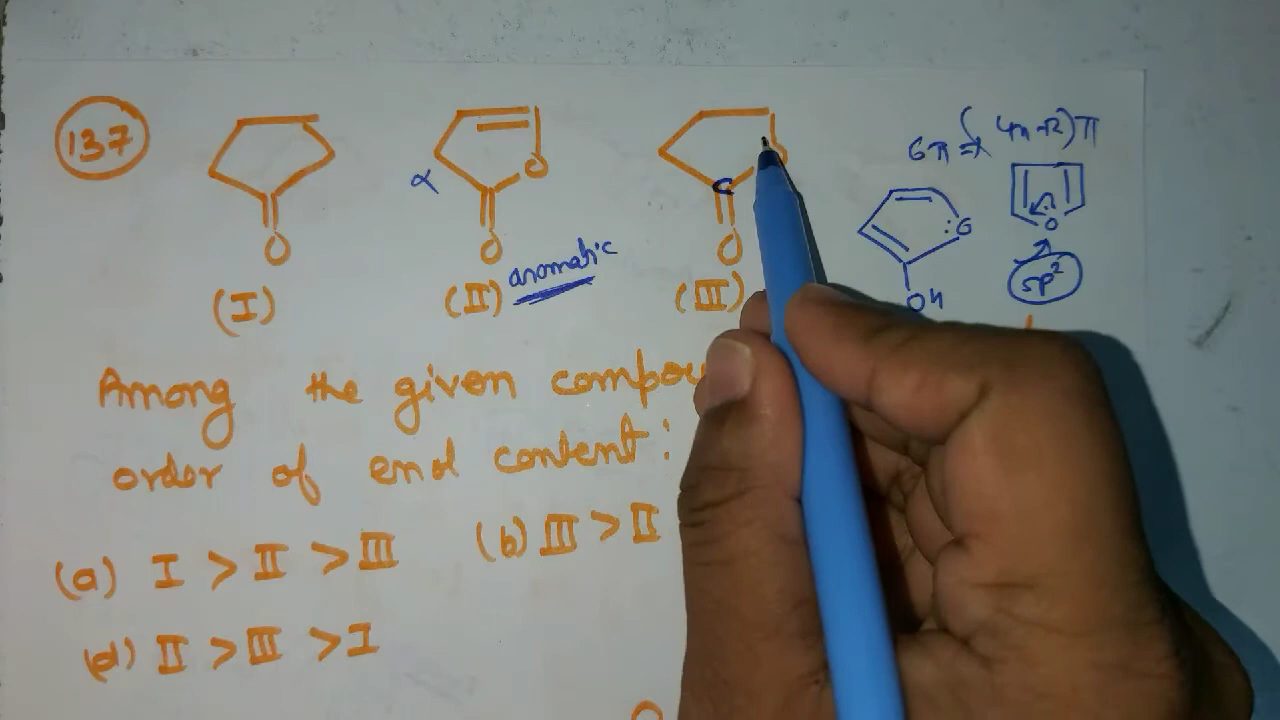 137
O
O
α
O
O
(I)
(II)
aromatic
(III)
C
6π = (4n+2)π
:O
OH
O
sp²
Among the given
order of enol content:
(a) I > II > III
(b) III > II
(d) II > III > I